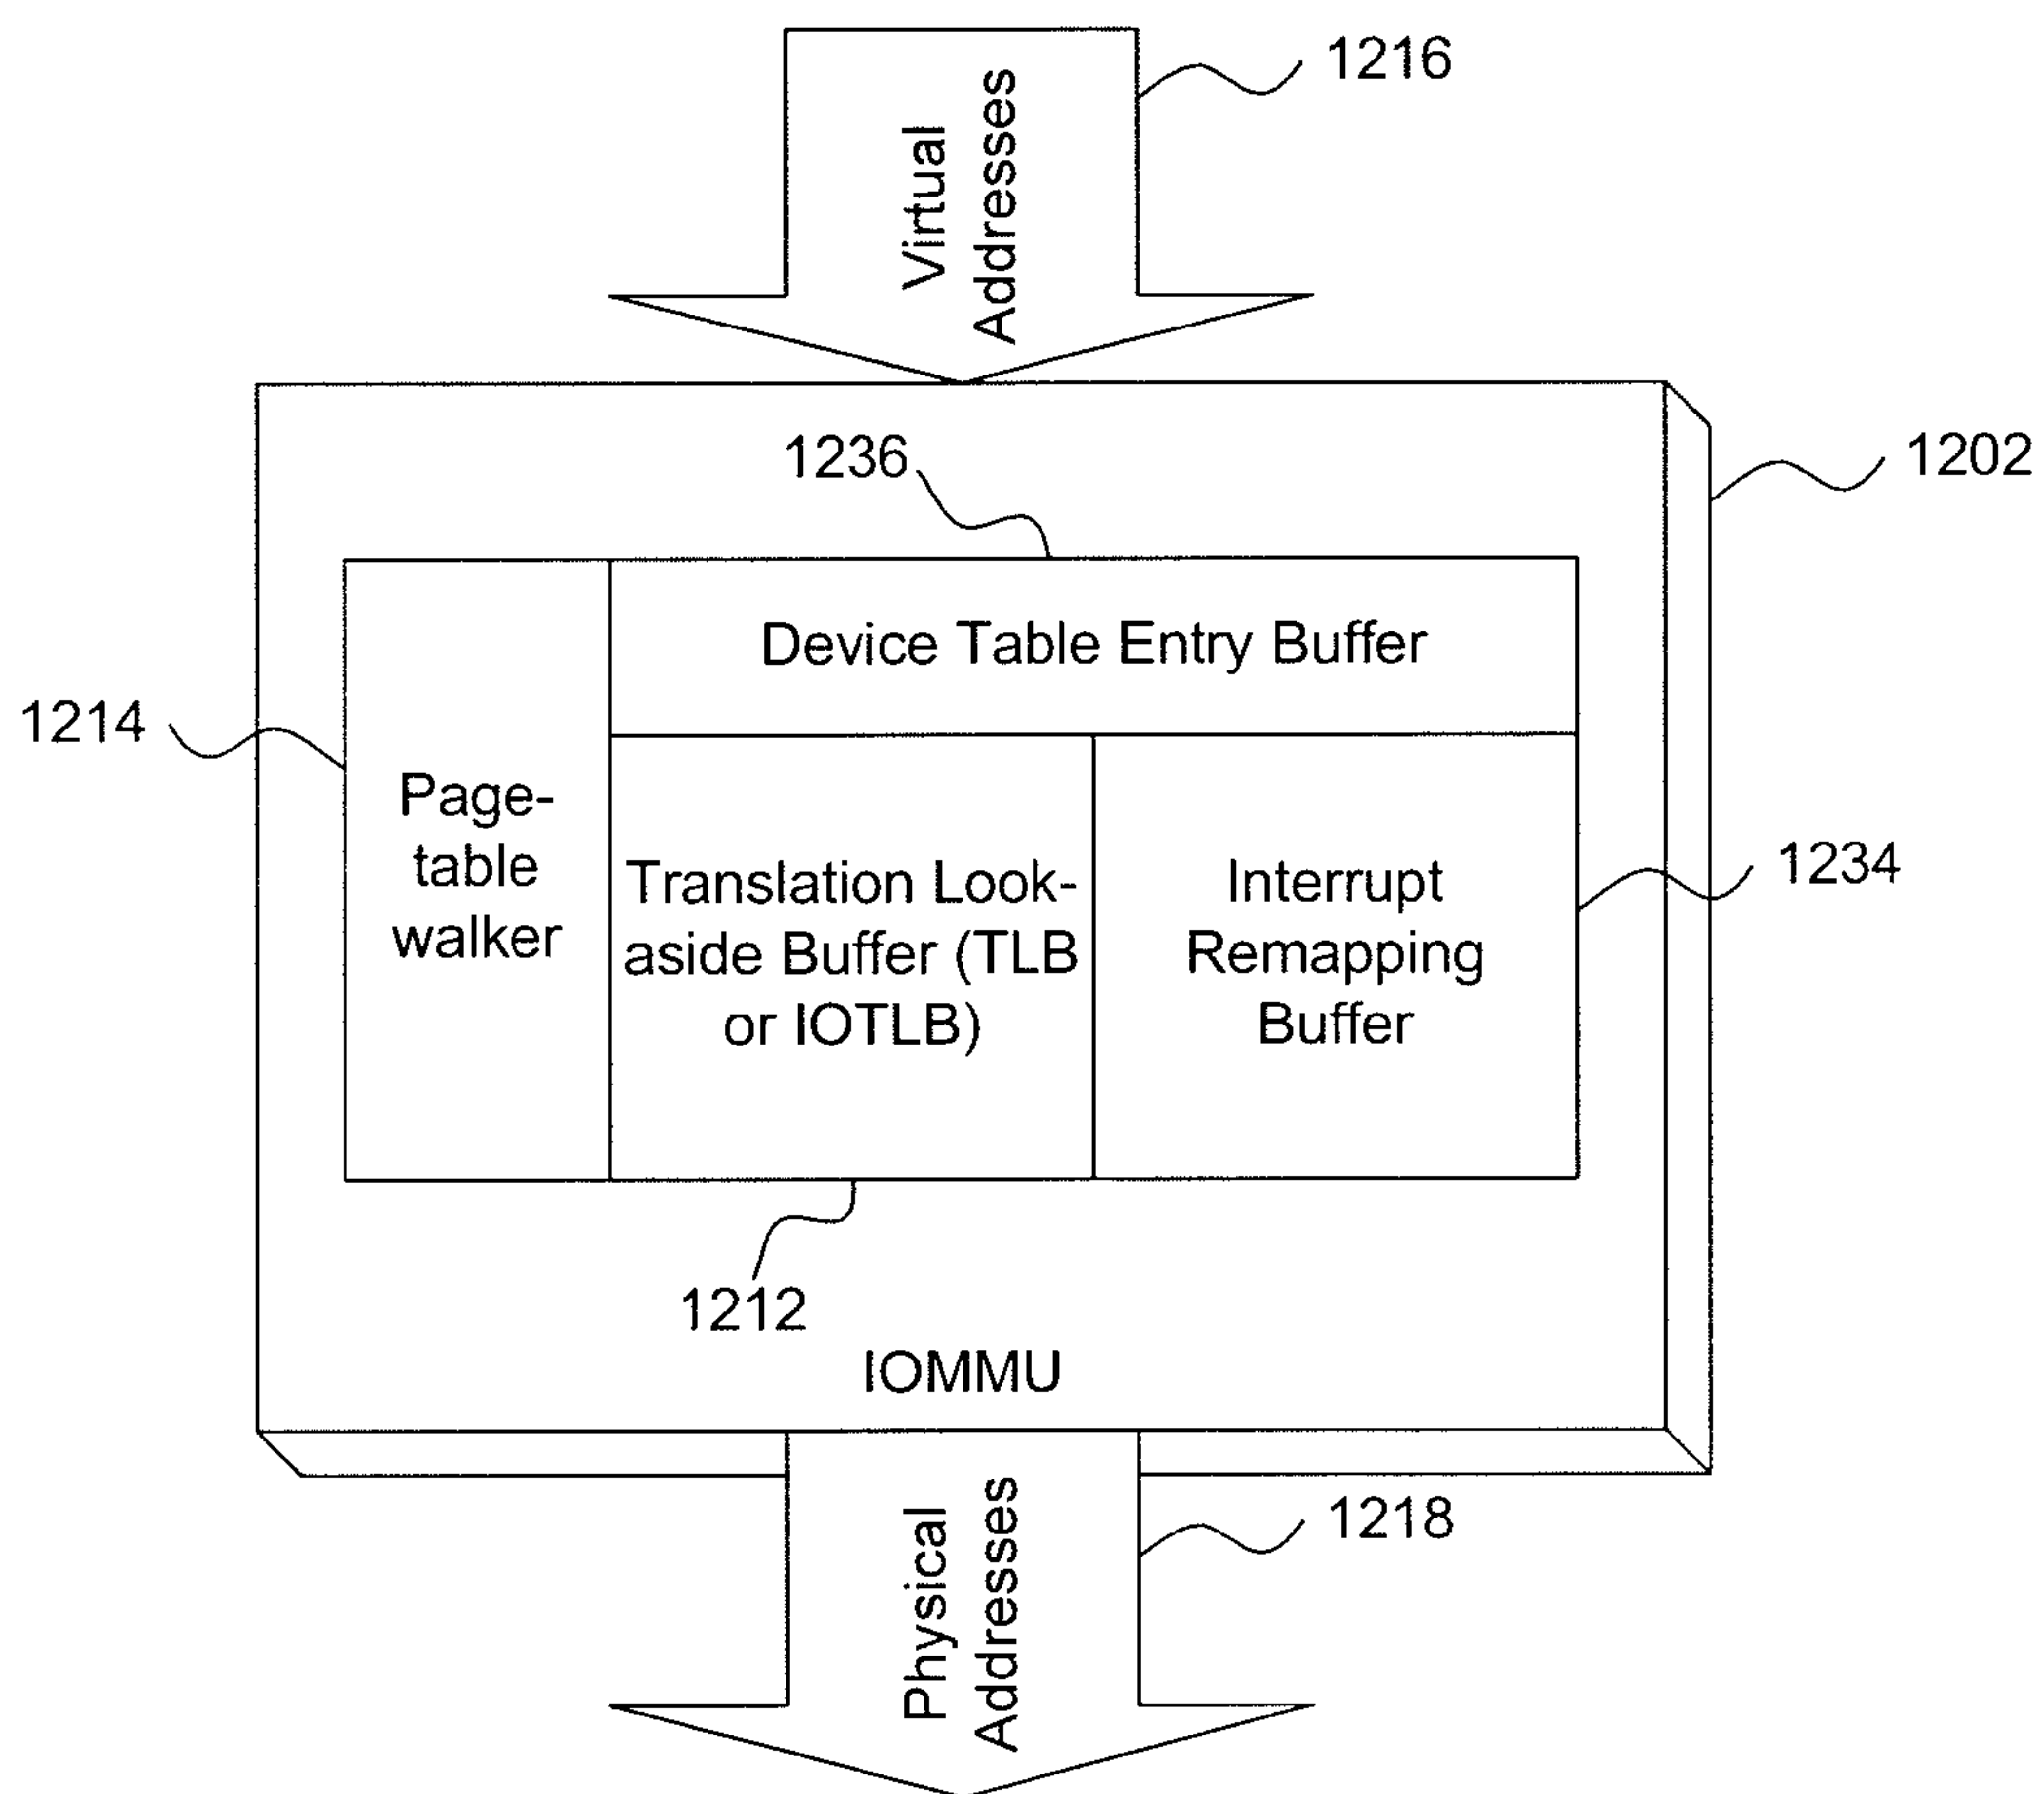 1216
Virtual
Addresses
1202
1236
Device Table Entry Buffer
1214
Page-
table
walker
Translation Look-
aside Buffer (TLB
or IOTLB)
Interrupt
Remapping
Buffer
1234
1212
IOMMU
1218
Physical
Addresses